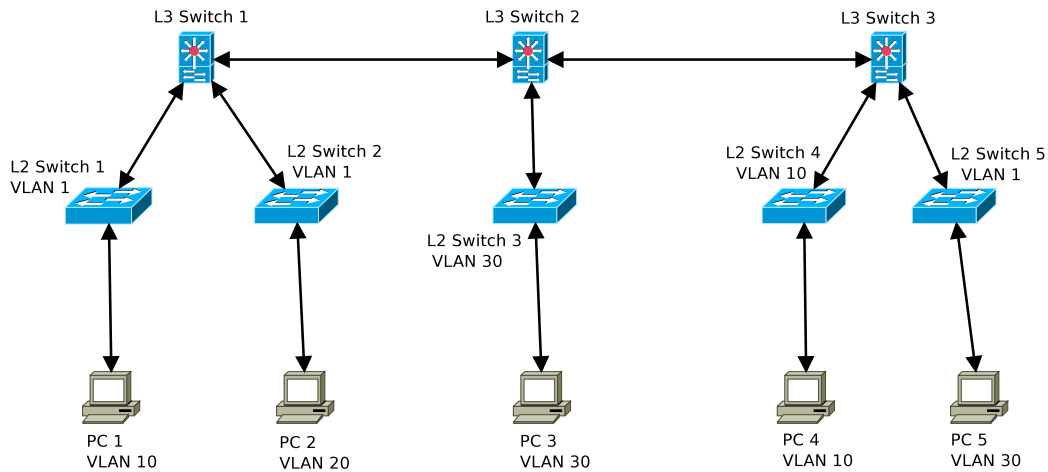 L3 Switch 1
L3 Switch 2
L3 Switch 3
L2 Switch 1
VLAN 1
L2 Switch 2
VLAN 1
L2 Switch 3
VLAN 30
L2 Switch 4
VLAN 10
L2 Switch 5
VLAN 1
PC 1
VLAN 10
PC 2
VLAN 20
PC 3
VLAN 30
PC 4
VLAN 10
PC 5
VLAN 30